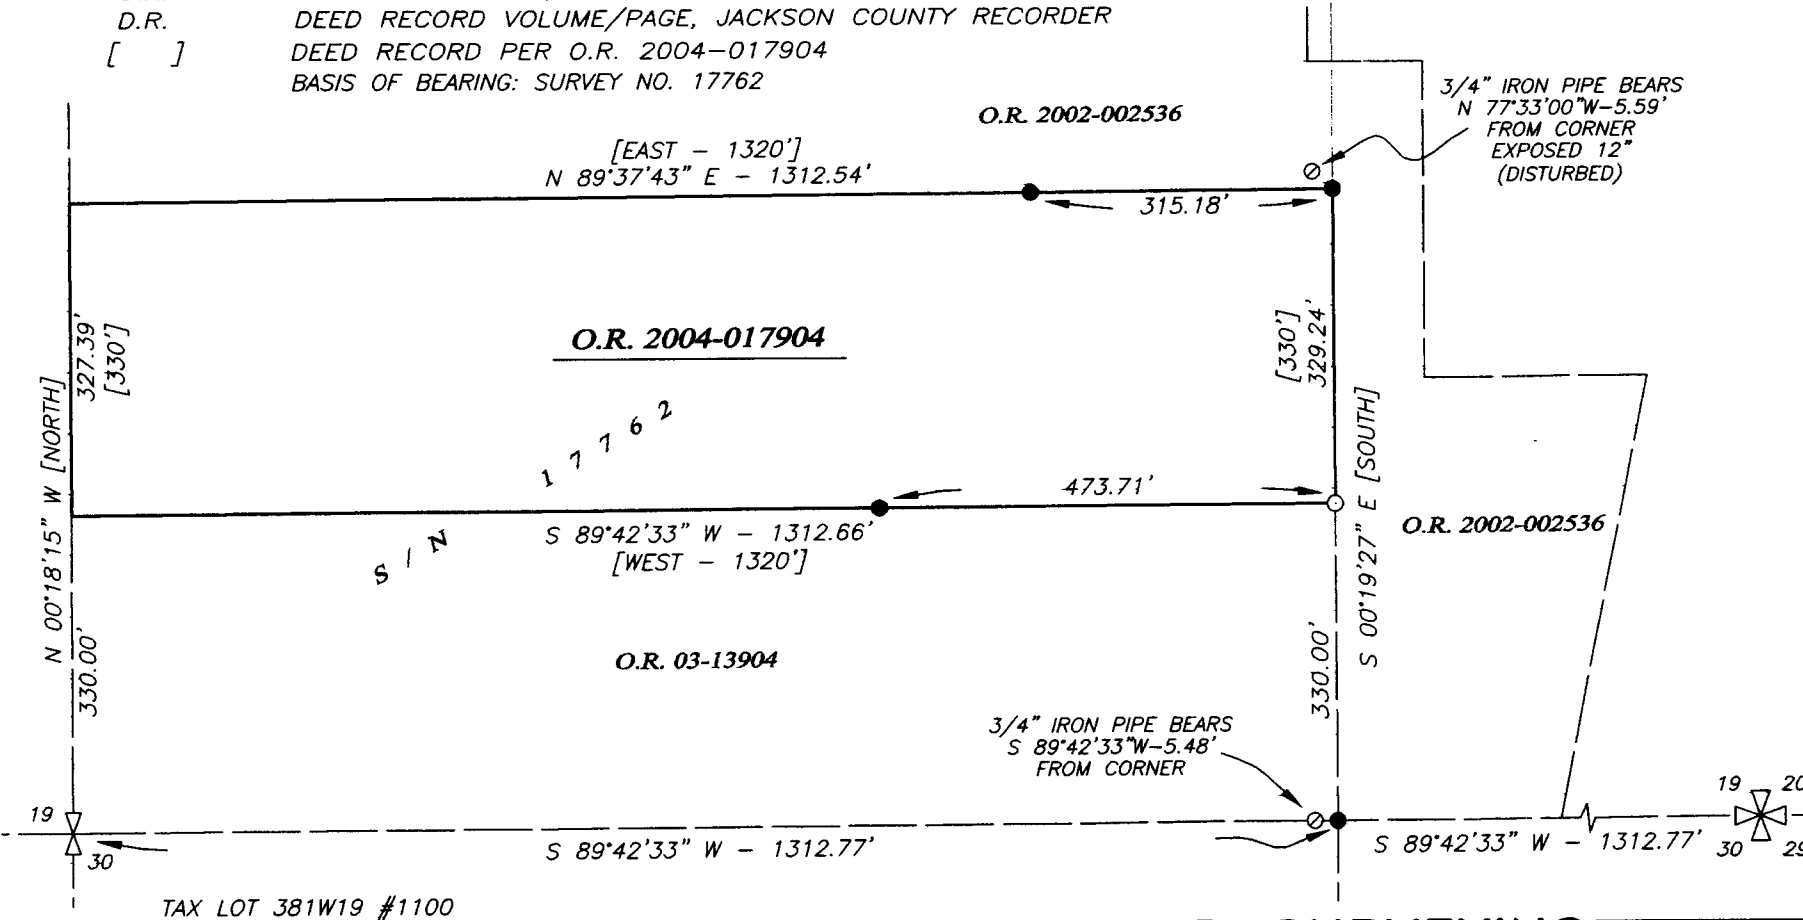 D.R. DEED RECORD VOLUME/PAGE, JACKSON COUNTY RECORDER
[ ] DEED RECORD PER O.R. 2004-017904
BASIS OF BEARING: SURVEY NO. 17762
O.R. 2002-002536
3/4" IRON PIPE BEARS
N 77°33'00"W-5.59'
FROM CORNER
EXPOSED 12"
(DISTURBED)
[EAST - 1320']
N 89°37'43" E - 1312.54'
315.18'
327.39'
[330']
O.R. 2004-017904
[330']
329.24'
N 00°18'15" W [NORTH]
S/N 17762
473.71'
S 89°42'33" W - 1312.66'
[WEST - 1320']
S 00°19'27" E [SOUTH]
O.R. 2002-002536
330.00'
O.R. 03-13904
330.00'
3/4" IRON PIPE BEARS
S 89°42'33"W-5.48'
FROM CORNER
19
30
S 89°42'33" W - 1312.77'
S 89°42'33" W - 1312.77'
19 20
30 29
TAX LOT 381W19 #1100